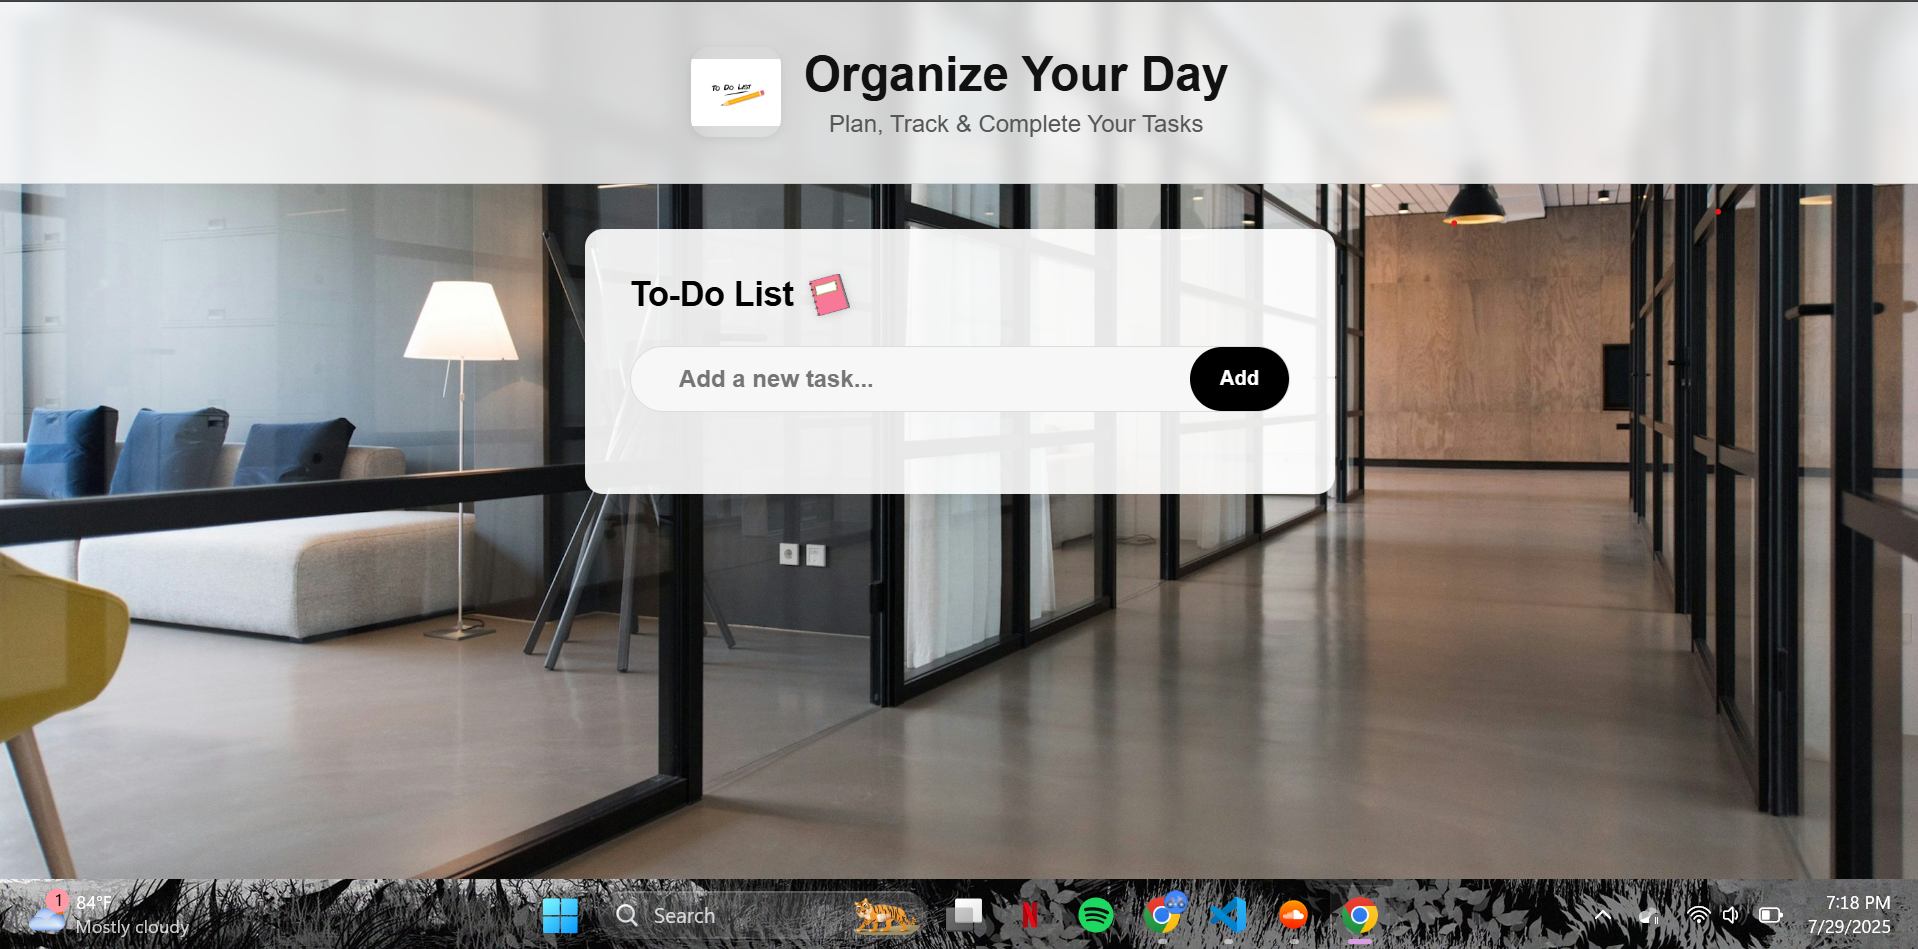 To Do List
Organize Your Day
Plan, Track & Complete Your Tasks
To-Do List
Add a new task...
Add
1
84°F
Mostly cloudy
Search
7:18 PM
7/29/2025